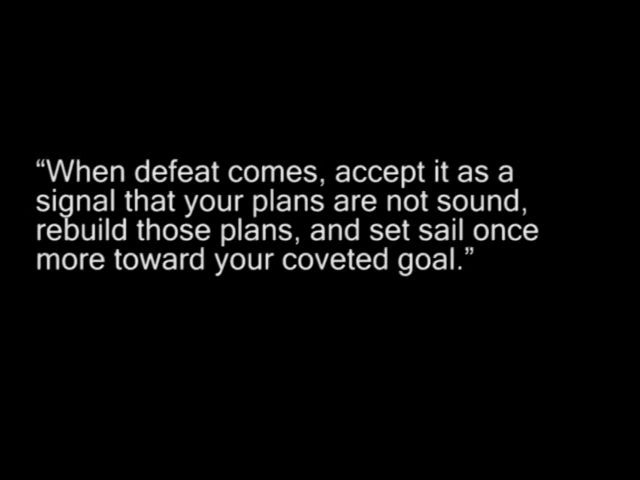 “When defeat comes, accept it as a
signal that your plans are not sound,
rebuild those plans, and set sail once
more toward your coveted goal.”